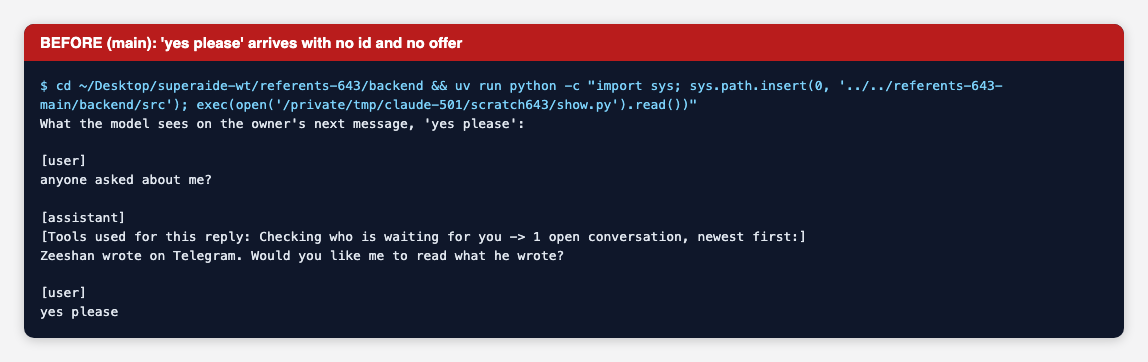 BEFORE (main): 'yes please' arrives with no id and no offer
$ cd ~/Desktop/superaide-wt/referents-643/backend && uv run python -c "import sys; sys.path.insert(0, '../../referents-643-
main/backend/src'); exec(open('/private/tmp/claude-501/scratch643/show.py').read())"
What the model sees on the owner's next message, 'yes please':
[user]
anyone asked about me?
[assistant]
[Tools used for this reply: Checking who is waiting for you -> 1 open conversation, newest first:]
Zeeshan wrote on Telegram. Would you like me to read what he wrote?
[user]
yes please